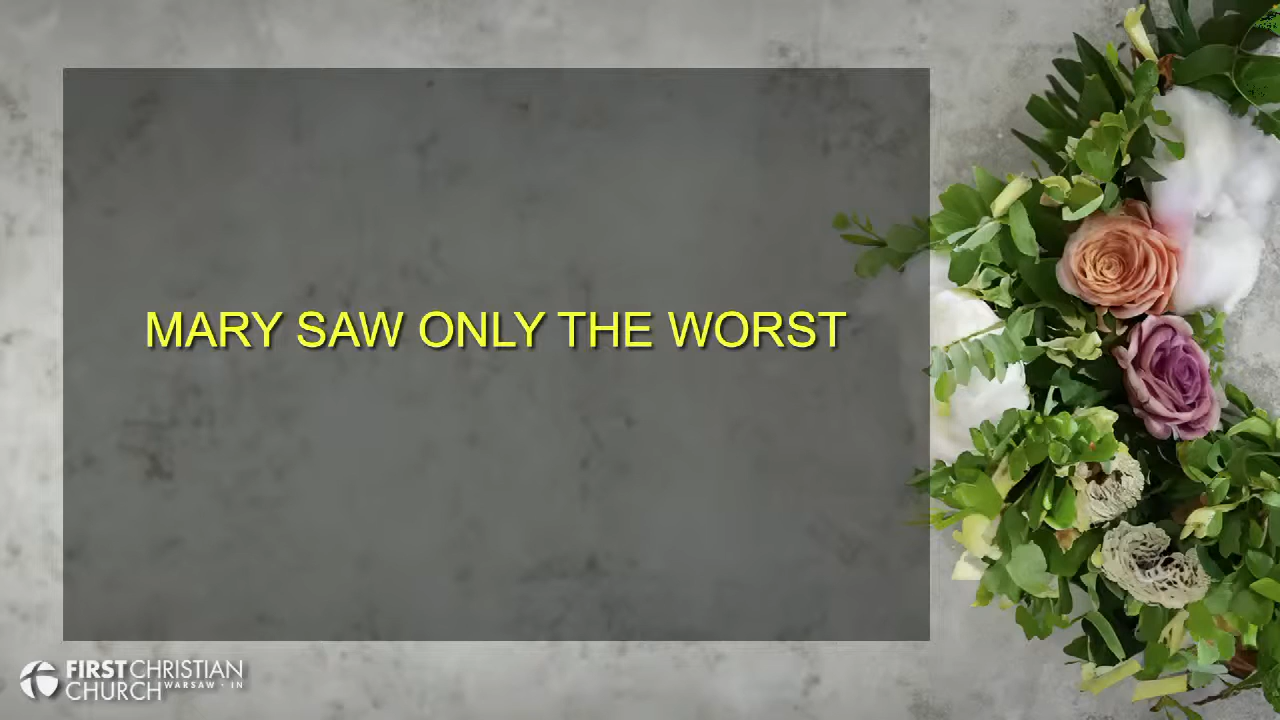 MARY SAW ONLY THE WORST
FIRST CHRISTIAN
CHURCH WARSAW · IN